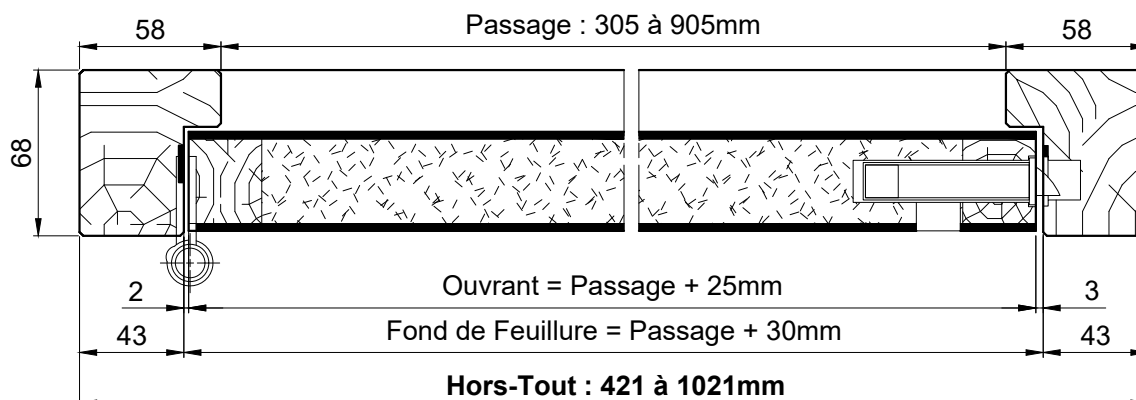 58
Passage : 305 à 905mm
58
68
Ouvrant = Passage + 25mm
2
3
Fond de Feuillure = Passage + 30mm
43
43
Hors-Tout : 421 à 1021mm